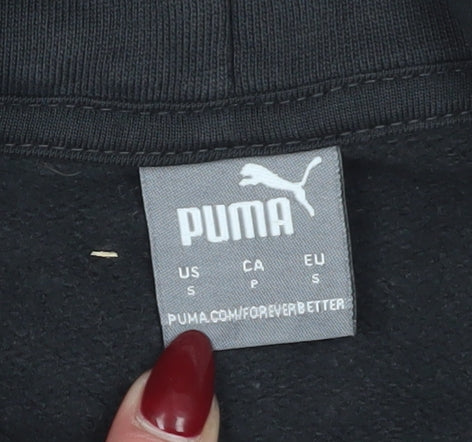 PUMA
US CA EU
S P S
PUMA.COM/FOREVERBETTER